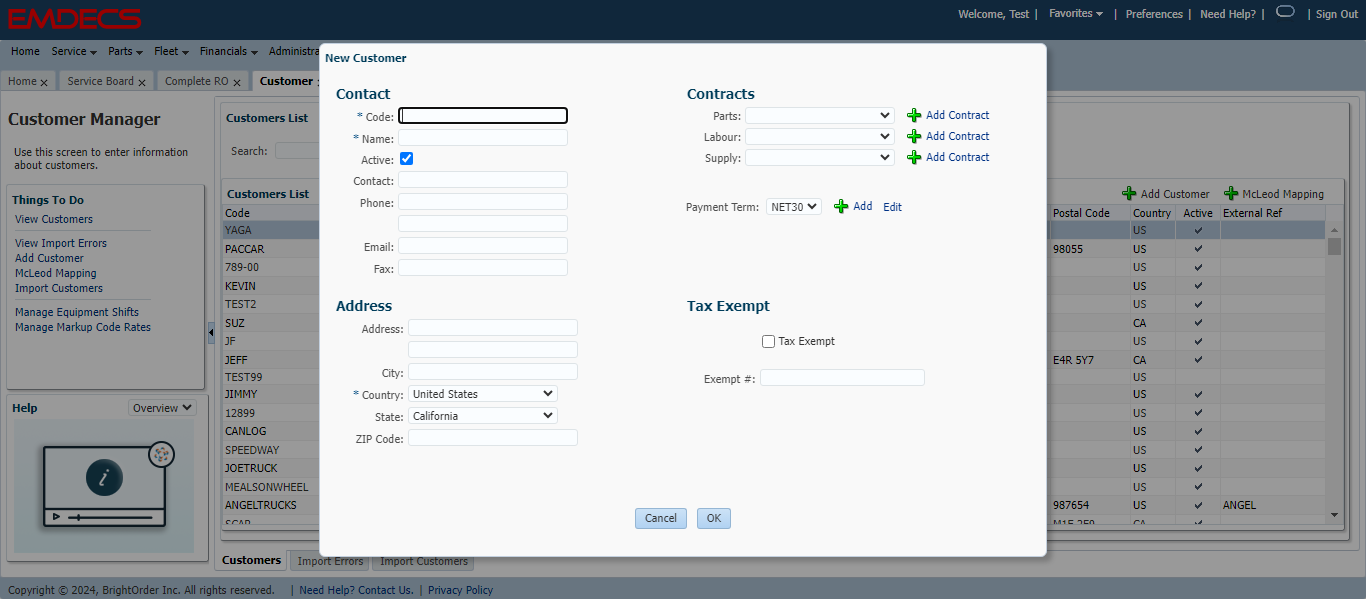 EMDECS
Welcome, Test | Favorites | Preferences | Need Help? | | Sign Out
Home Service Parts Fleet Financials Administra
Home x Service Board x Complete RO x Customer
Customer Manager
Use this screen to enter information
about customers.
Things To Do
View Customers
View Import Errors
Add Customer
McLeod Mapping
Import Customers
Manage Equipment Shifts
Manage Markup Code Rates
Help
Overview
i
Customers List
Search:
Customers List
Add Customer McLeod Mapping
Code
Postal Code Country Active External Ref
YAGA US
PACCAR 98055 US
789-00 US
KEVIN US
TEST2 US
SUZ CA
JF US
JEFF E4R 5Y7 CA
TEST99 US
JIMMY US
12899 US
CANLOG US
SPEEDWAY US
JOETRUCK US
MEALSONWHEEL US
ANGELTRUCKS 987654 US ANGEL
CA
New Customer
Contact
* Code:
* Name:
Active:
Contact:
Phone:
Email:
Fax:
Address
Address:
City:
* Country: United States
State: California
ZIP Code:
Contracts
Parts: Add Contract
Labour: Add Contract
Supply: Add Contract
Payment Term: NET30 Add Edit
Tax Exempt
Tax Exempt
Exempt #:
Cancel OK
Customers Import Errors Import Customers
Copyright © 2024, BrightOrder Inc. All rights reserved. | Need Help? Contact Us. | Privacy Policy